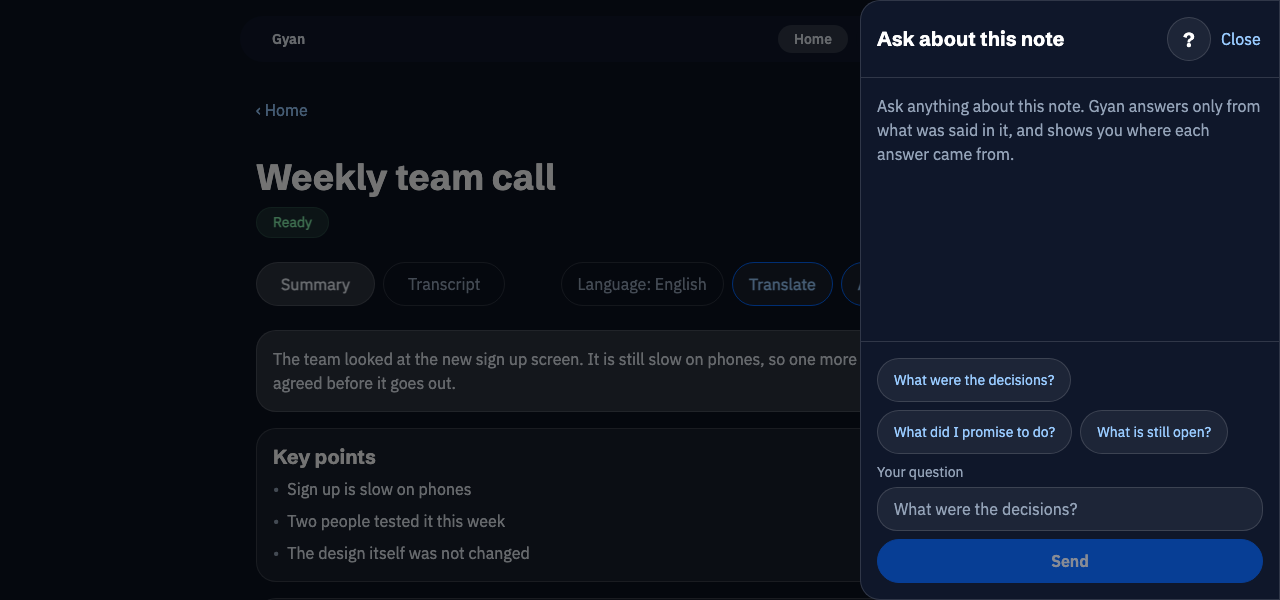 Gyan
Home
‹ Home
Weekly team call
Ready
Summary
Transcript
Language: English
Translate
The team looked at the new sign up screen. It is still slow on phones, so one more
agreed before it goes out.
Key points
• Sign up is slow on phones
• Two people tested it this week
• The design itself was not changed
Ask about this note
?
Close
Ask anything about this note. Gyan answers only from
what was said in it, and shows you where each
answer came from.
What were the decisions?
What did I promise to do?
What is still open?
Your question
What were the decisions?
Send